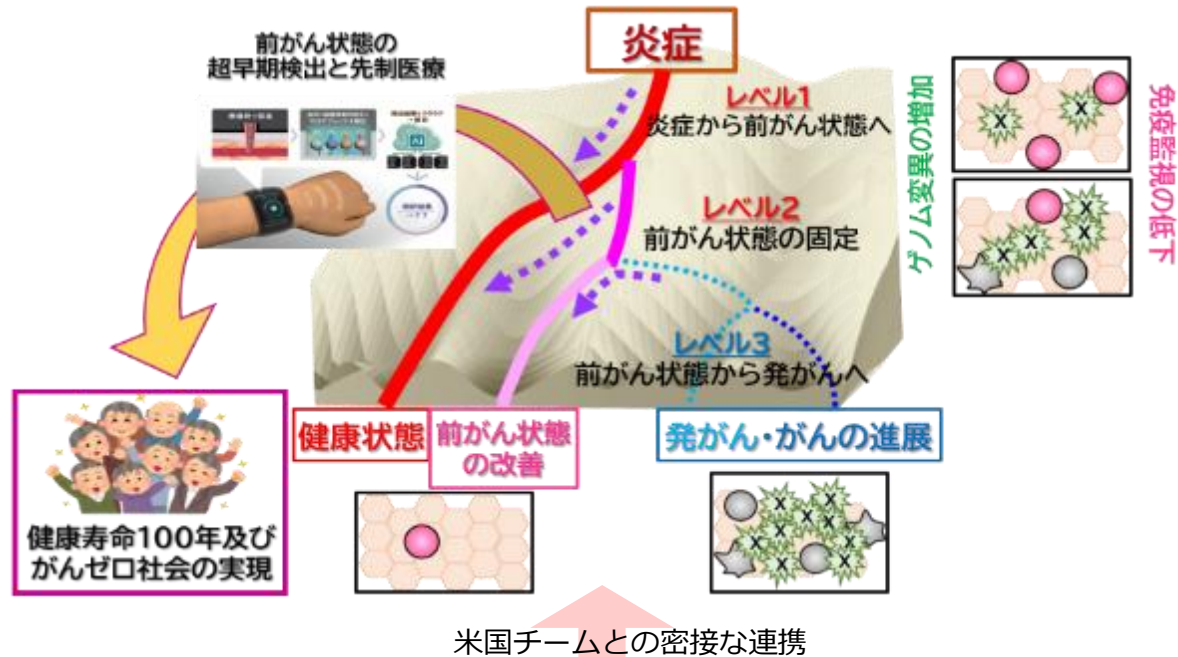 前がん状態の
超早期検出と先制医療
炎症
レベル1
炎症から前がん状態へ
レベル2
前がん状態の固定
レベル3
前がん状態から発がんへ
ゲノム変異の増加
免疫監視の低下
X
X
X
X
X
X
AI
健康状態
前がん状態
の改善
発がん・がんの進展
X
X
X
X
X
X
X
X
健康寿命100年及び
がんゼロ社会の実現
米国チームとの密接な連携